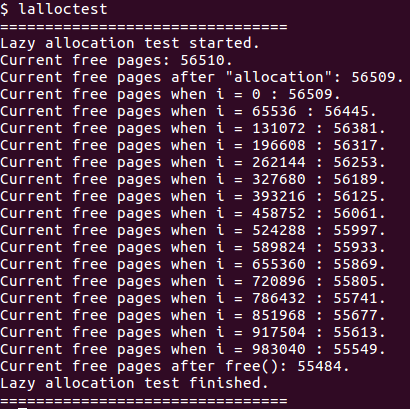 $ lalloctest
================================
Lazy allocation test started.
Current free pages: 56510.
Current free pages after "allocation": 56509.
Current free pages when i = 0 : 56509.
Current free pages when i = 65536 : 56445.
Current free pages when i = 131072 : 56381.
Current free pages when i = 196608 : 56317.
Current free pages when i = 262144 : 56253.
Current free pages when i = 327680 : 56189.
Current free pages when i = 393216 : 56125.
Current free pages when i = 458752 : 56061.
Current free pages when i = 524288 : 55997.
Current free pages when i = 589824 : 55933.
Current free pages when i = 655360 : 55869.
Current free pages when i = 720896 : 55805.
Current free pages when i = 786432 : 55741.
Current free pages when i = 851968 : 55677.
Current free pages when i = 917504 : 55613.
Current free pages when i = 983040 : 55549.
Current free pages after free(): 55484.
Lazy allocation test finished.
================================